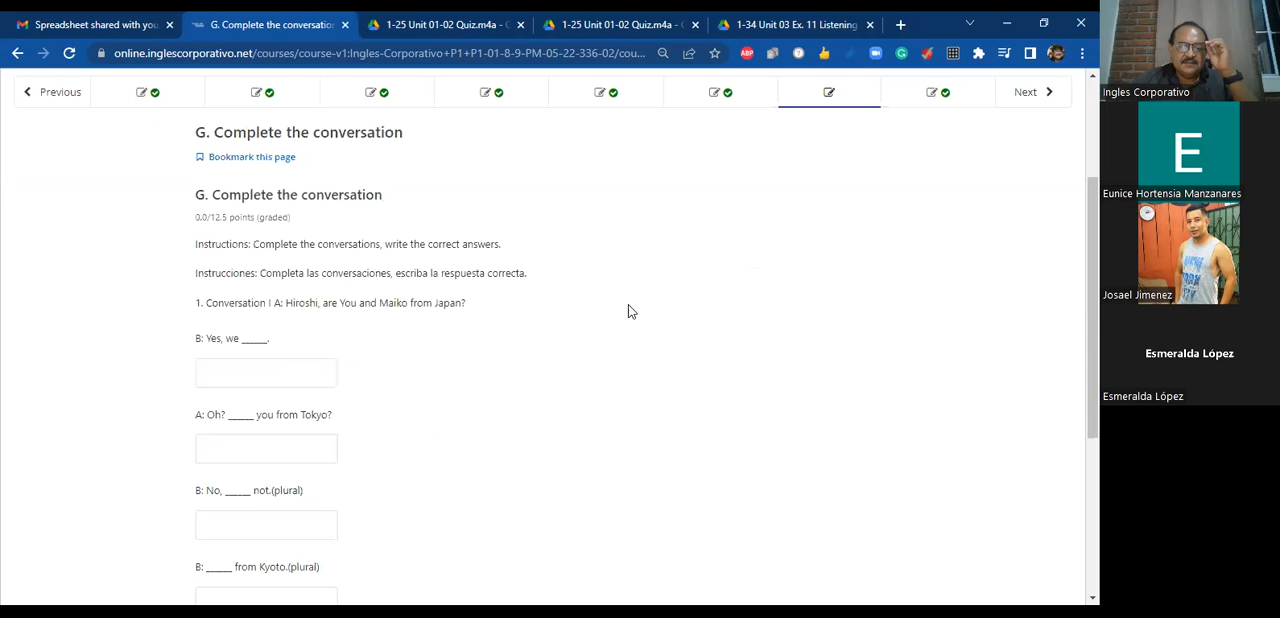 Spreadsheet shared with you
G. Complete the conversation
1-25 Unit 01-02 Quiz.m4a - G
1-25 Unit 01-02 Quiz.m4a - G
1-34 Unit 03 Ex. 11 Listening
online.inglescorporativo.net/courses/course-v1:Ingles-Corporativo+P1+P1-01-8-9-PM-05-22-336-02/cou...
ABP
Previous
Next
G. Complete the conversation
Bookmark this page
G. Complete the conversation
0.0/12.5 points (graded)
Instructions: Complete the conversations, write the correct answers.
Instrucciones: Completa las conversaciones, escriba la respuesta correcta.
1. Conversation I A: Hiroshi, are You and Maiko from Japan?
B: Yes, we _____.
A: Oh? _____ you from Tokyo?
B: No, _____ not.(plural)
B: _____ from Kyoto.(plural)
Ingles Corporativo
E
Eunice Hortensia Manzanares
Josael Jimenez
Esmeralda López
Esmeralda López